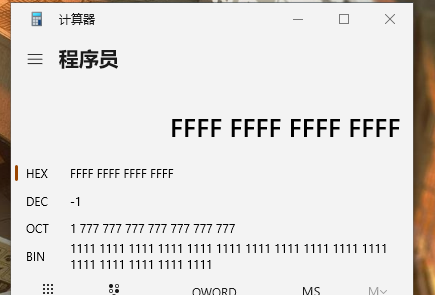 计算器
程序员
FFFF FFFF FFFF FFFF
HEX FFFF FFFF FFFF FFFF
DEC -1
OCT 1 777 777 777 777 777 777 777
BIN 1111 1111 1111 1111 1111 1111 1111 1111 1111 1111 1111
1111 1111 1111 1111 1111
QWORD MS M